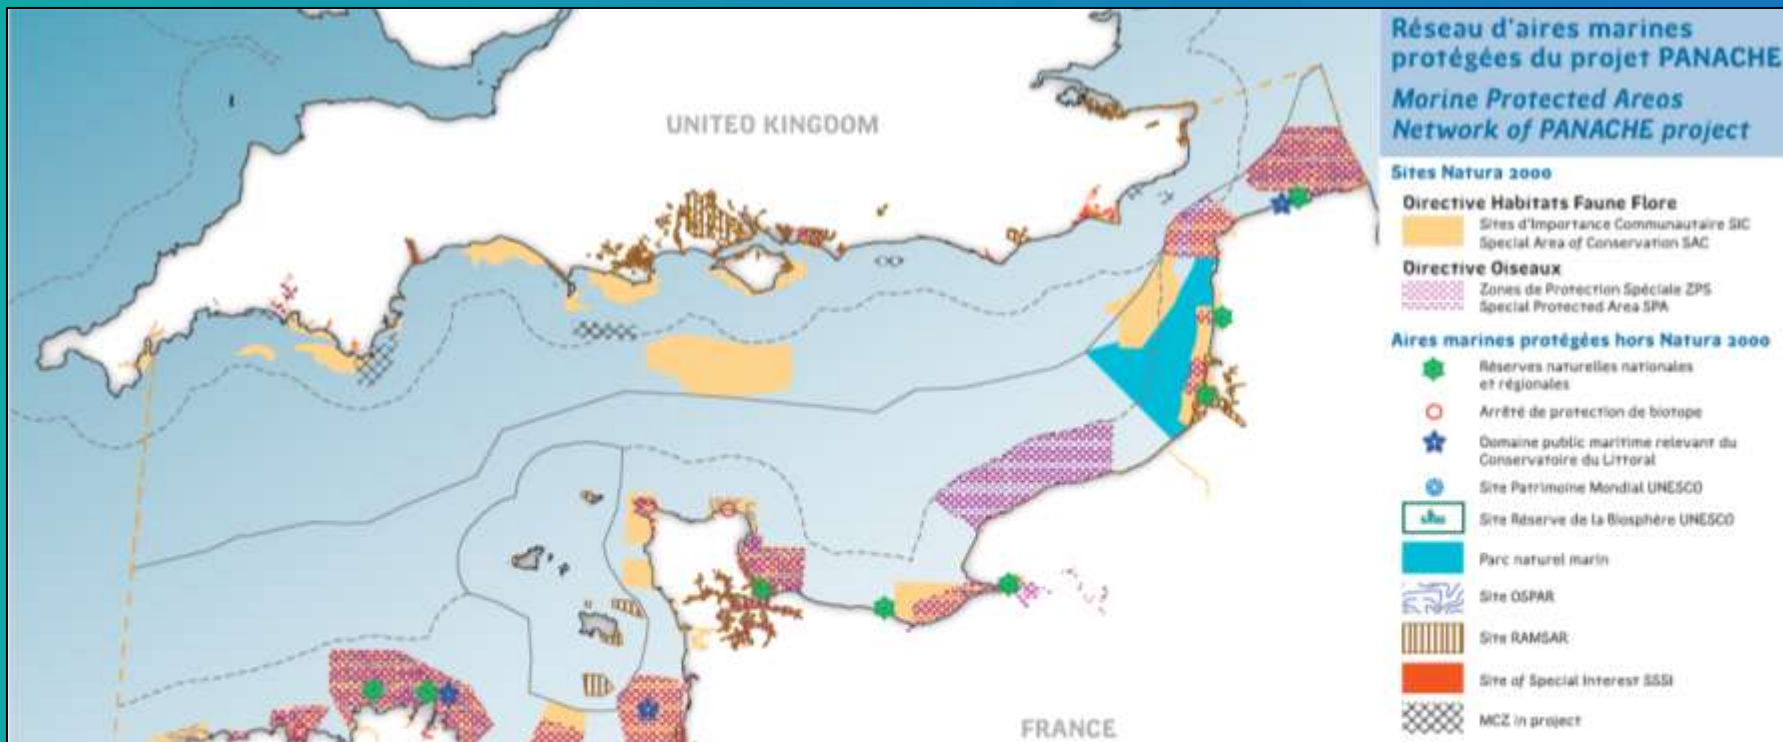 Réseau d'aires marines
protégées du projet PANACHE
Marine Protected Areas
Network of PANACHE project
UNITED KINGDOM
FRANCE
Sites Natura 2000
Directive Habitats Faune Flore
Sites d'Importance Communautaire SIC
Special Area of Conservation SAC
Directive Oiseaux
Zones de Protection Spéciale ZPS
Special Protected Area SPA
Aires marines protégées hors Natura 2000
Réserves naturelles nationales
et régionales
Arrêté de protection de biotope
Domaine public maritime relevant du
Conservatoire du Littoral
Site Patrimoine Mondial UNESCO
Site Réserve de la Biosphère UNESCO
Parc naturel marin
Site OSPAR
Site RAMSAR
Site of Special Interest SSSI
MCZ in project